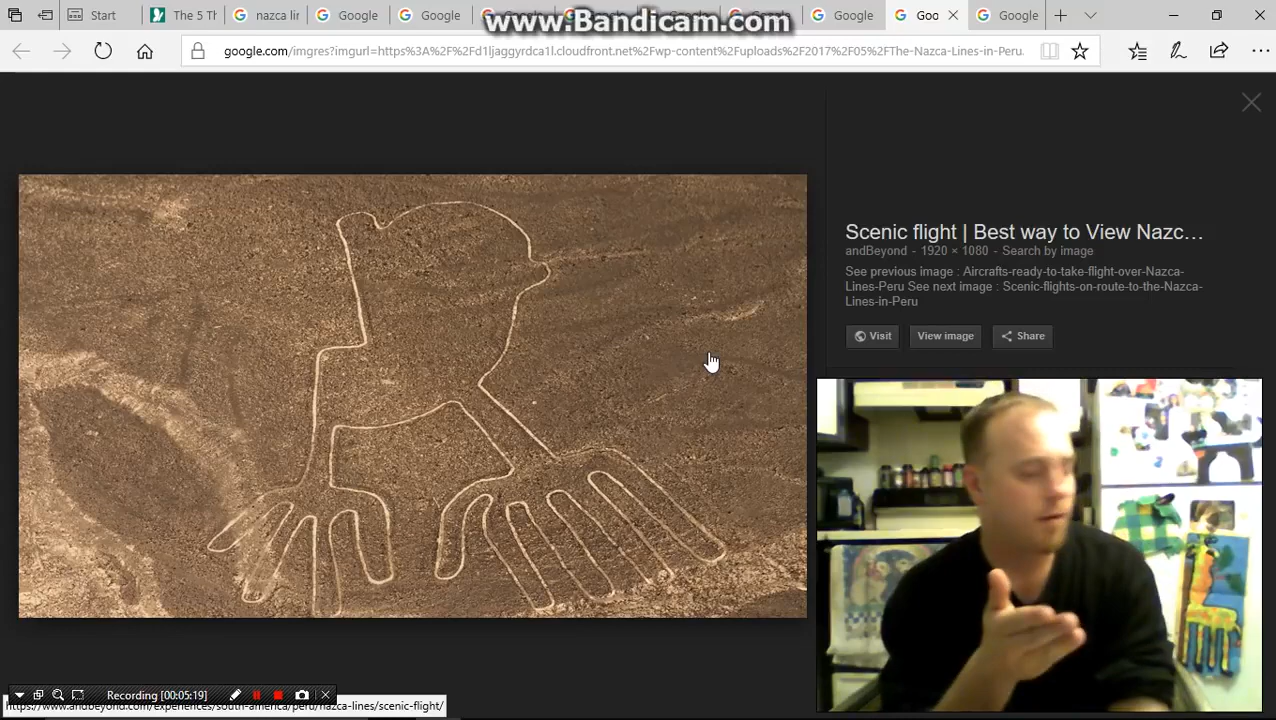 www.Bandicam.com
Start
The 5 Th
nazca lir
Google
Google
Google
Goo
Google
google.com/imgres?imgurl=https%3A%2F%2Fd1ljaggyrdca1l.cloudfront.net%2Fwp-content%2Fuploads%2F2017%2F05%2FThe-Nazca-Lines-in-Peru.
Scenic flight | Best way to View Nazc...
andBeyond - 1920 × 1080 - Search by image
See previous image : Aircrafts-ready-to-take-flight-over-Nazca-
Lines-Peru See next image : Scenic-flights-on-route-to-the-Nazca-
Lines-in-Peru
Visit
View image
Share
Recording [00:05:19]
https://www.andbeyond.com/experiences/south-america/peru/nazca-lines/scenic-flight/